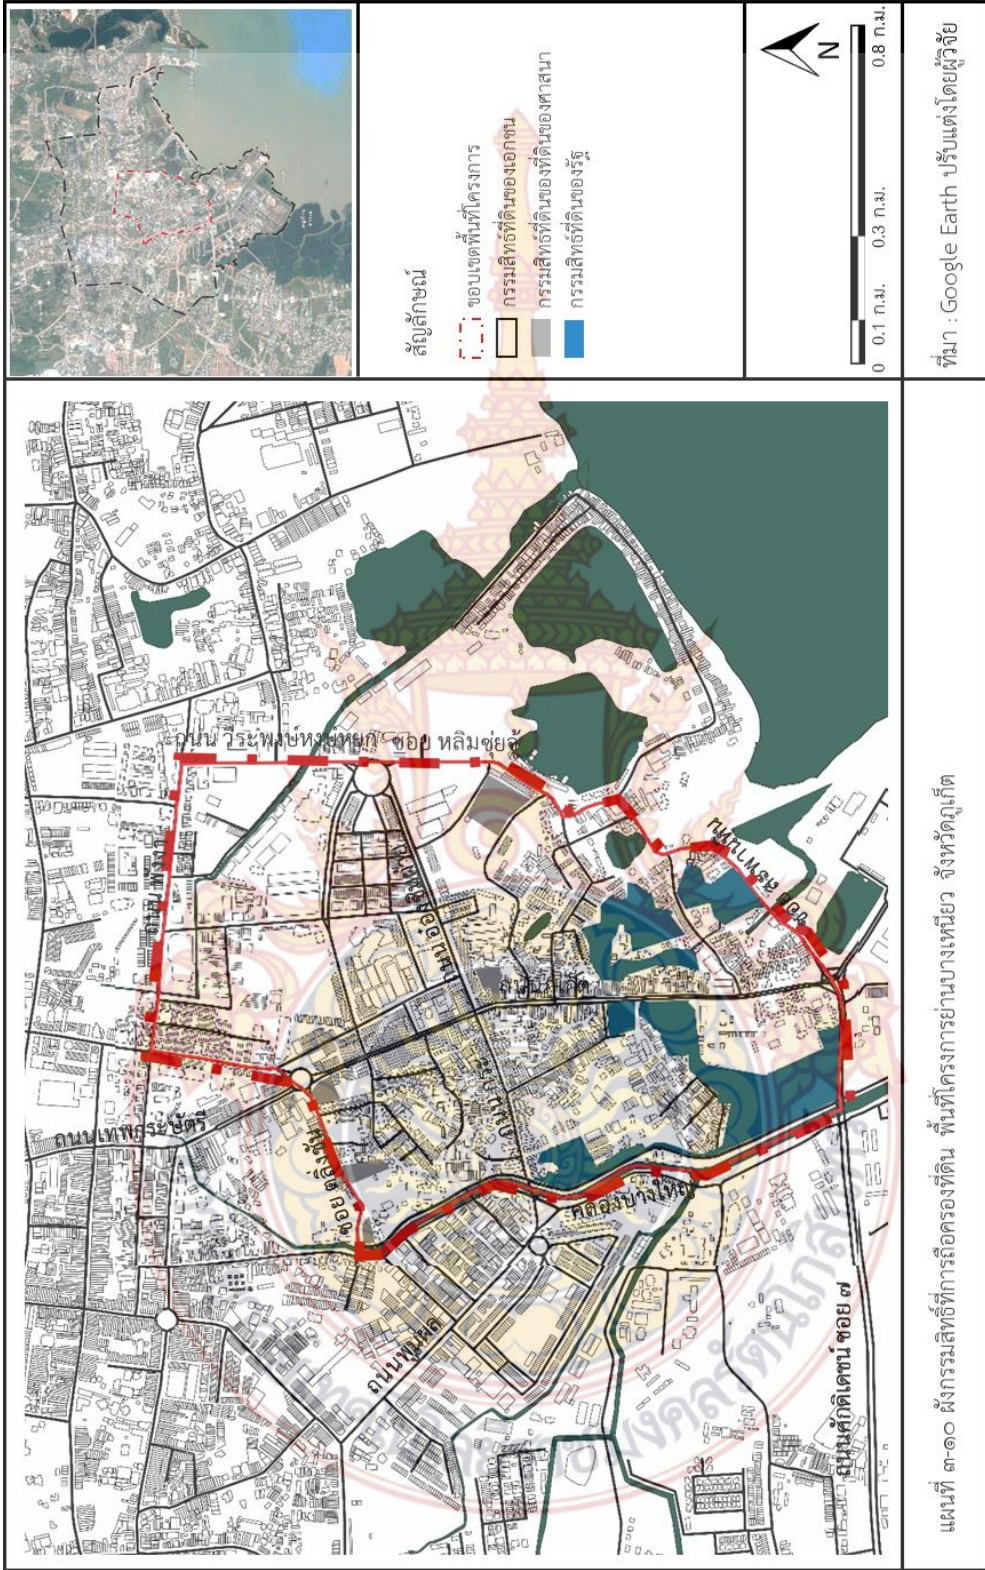 สัญลักษณ์
ขอบเขตพื้นที่โครงการ
กรรมสิทธิ์ที่ดินของเอกชน
กรรมสิทธิ์ที่ดินของที่ดินของศาสนา
กรรมสิทธิ์ที่ดินของรัฐ
N
0 0.1 ก.ม. 0.3 ก.ม. 0.8 ก.ม.
ที่มา : Google Earth ปรับแต่งโดยผู้วิจัย
ถนนเทพกระษัตรี
ถนนพังงา
ถนน วีระพงษ์หงษ์หยก
ซอย หลิมซุ่ยจู้
ถนนภูเก็ต
คลองบางใหญ่
ถนนพูนผล
ถนนศักดิเดชน์ ซอย ๗
แผนที่ ๓-๑๐ ผังกรรมสิทธิ์ที่การถือครองที่ดิน พื้นที่โครงการย่านบางเหนียว จังหวัดภูเก็ต